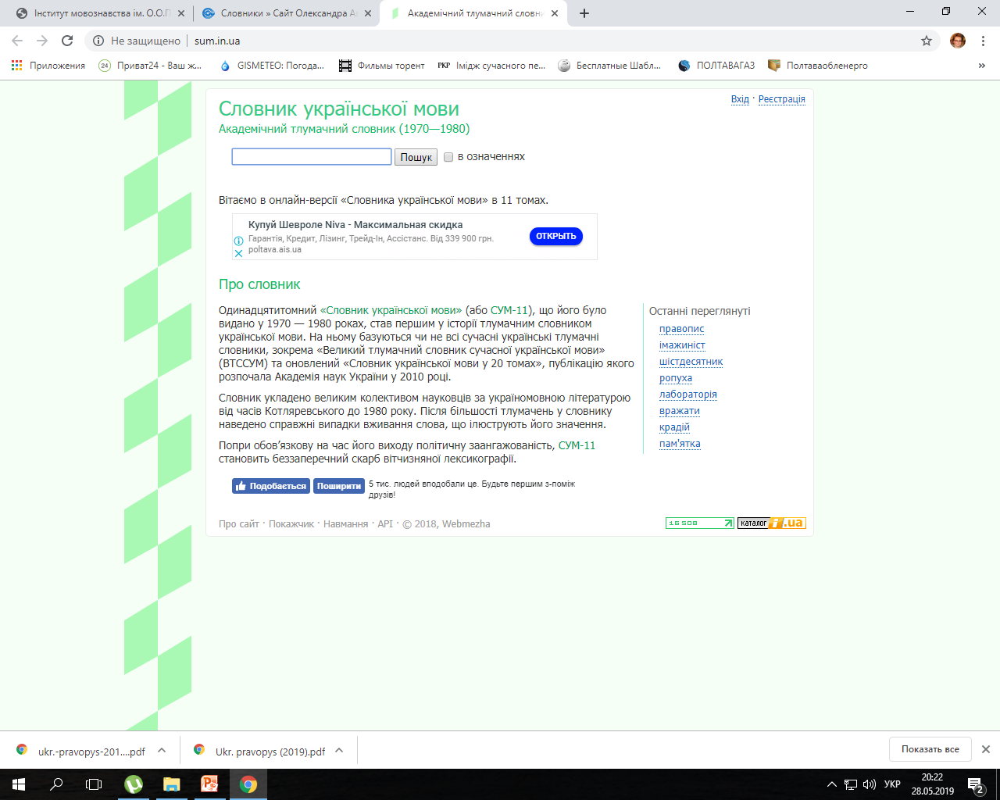 Інститут мовознавства ім. О.О.П
Словники » Сайт Олександра А
Академічний тлумачний словни
Не защищено
sum.in.ua
Приложения
24
Приват24 - Ваш ж...
GISMETEO: Погода...
Фильмы торент
РКР
Імідж сучасного пе...
Бесплатные Шабл...
ПОЛТАВАГАЗ
Полтаваобленерго
»
Вхід · Реєстрація
Словник української мови
Академічний тлумачний словник (1970—1980)
Пошук
в означеннях
Вітаємо в онлайн-версії «Словника української мови» в 11 томах.
Купуй Шевроле Niva - Максимальная скидка
Гарантія, Кредит, Лізинг, Трейд-Ін, Ассістанс. Від 339 900 грн.
poltava.ais.ua
ОТКРЫТЬ
Про словник
Одинадцятитомний «Словник української мови» (або СУМ-11), що його було
видано у 1970 — 1980 роках, став першим у історії тлумачним словником
української мови. На ньому базуються чи не всі сучасні українські тлумачні
словники, зокрема «Великий тлумачний словник сучасної української мови»
(ВТССУМ) та оновлений «Словник української мови у 20 томах», публікацію якого
розпочала Академія наук України у 2010 році.
Словник укладено великим колективом науковців за україномовною літературою
від часів Котляревського до 1980 року. Після більшості тлумачень у словнику
наведено справжні випадки вживання слова, що ілюструють його значення.
Попри обов’язкову на час його виходу політичну заангажованість, СУМ-11
становить беззаперечний скарб вітчизняної лексикографії.
Останні переглянуті
правопис
імажиніст
шістдесятник
ропуха
лабораторія
вражати
крадій
пам'ятка
Подобається
Поширити
5 тис. людей вподобали це. Будьте першим з-поміж
друзів!
Про сайт · Покажчик · Навмання · API · © 2018, Webmezha
16 508
каталог i.ua
ukr.-pravopys-201....pdf
Ukr. pravopys (2019).pdf
Показать все
УКР
20:22
28.05.2019
2